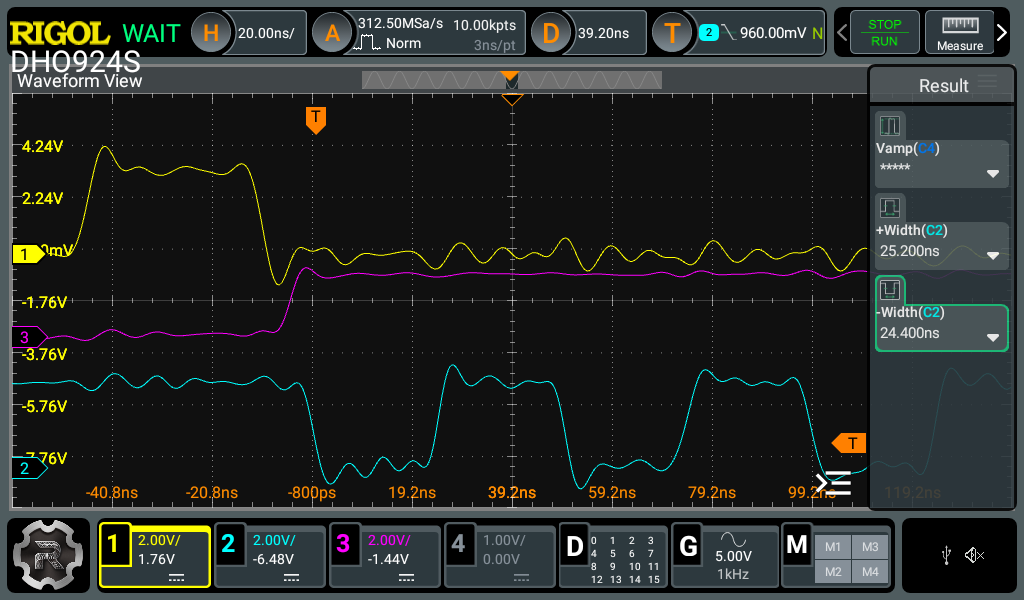 RIGOL WAIT H 20.00ns/ A 312.50MSa/s 10.00kpts
Norm 3ns/pt
D 39.20ns T 2 960.00mV N
STOP
RUN
Measure
DHO924S
Waveform View
Result
T
4.24V
2.24V
1
mV
-1.76V
3
-3.76V
-5.76V
2
7.76V
T
-40.8ns -20.8ns -800ps 19.2ns 39.2ns 59.2ns 79.2ns 99.2ns 119.2ns
Vamp(C4)
*****
+Width(C2)
25.200ns
-Width(C2)
24.400ns
R
1 2.00V/
1.76V
2 2.00V/
-6.48V
3 2.00V/
-1.44V
4 1.00V/
0.00V
D 0 1 2 3
4 5 6 7
8 9 10 11
12 13 14 15
G 5.00V
1kHz
M M1 M3
M2 M4